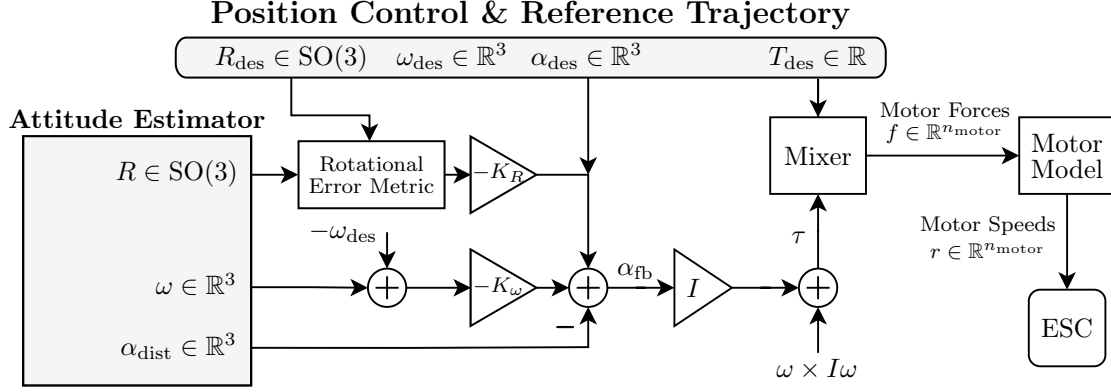 Position Control & Reference Trajectory
R_des ∈ SO(3) ω_des ∈ ℝ³ α_des ∈ ℝ³ T_des ∈ ℝ
Attitude Estimator
R ∈ SO(3)
ω ∈ ℝ³
α_dist ∈ ℝ³
Rotational
Error Metric
−K_R
−ω_des
+
−K_ω
+
−
α_fb
I
τ
+
ω × Iω
Mixer
Motor Forces
f ∈ ℝ^{n_motor}
Motor
Model
Motor Speeds
r ∈ ℝ^{n_motor}
ESC